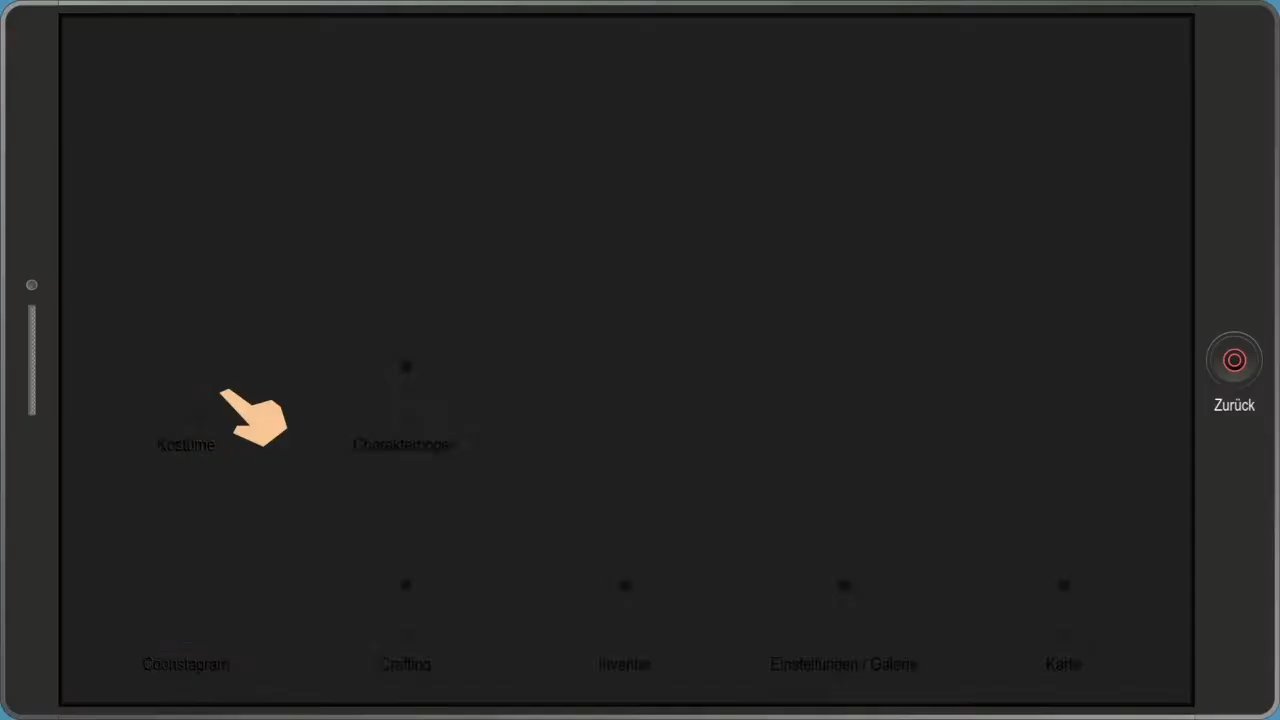 Zurück
Kostüme
Charakterbogen
Coonstagram
Crafting
Inventar
Einstellungen / Galerie
Karte